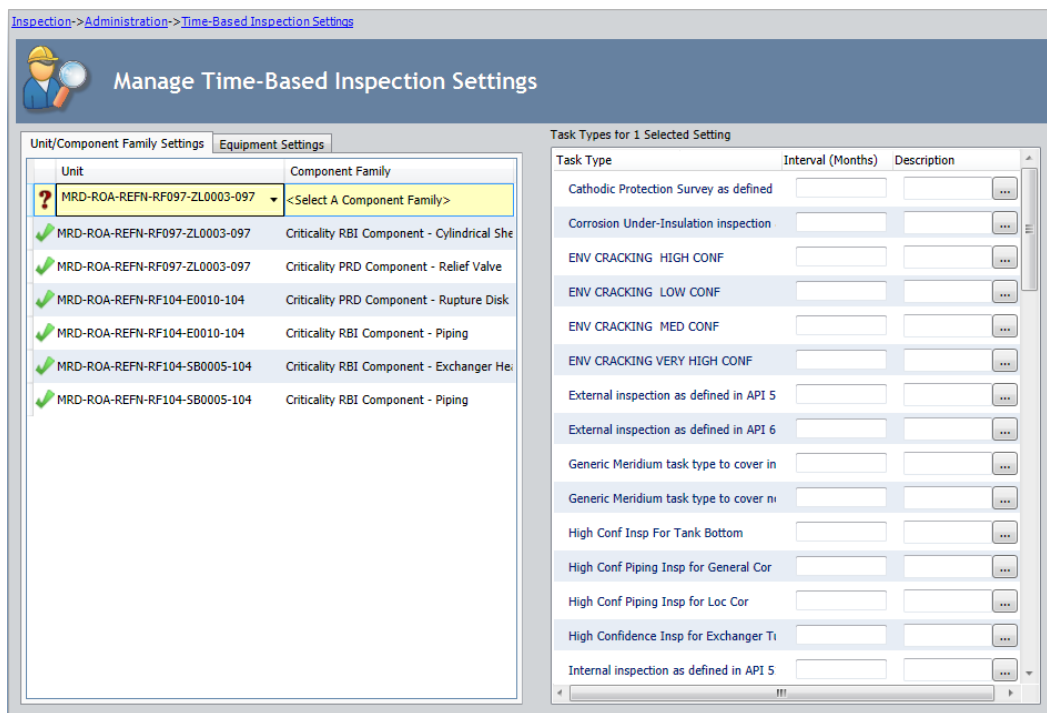 Inspection->Administration->Time-Based Inspection Settings
Manage Time-Based Inspection Settings
Unit/Component Family Settings Equipment Settings
Unit Component Family
? MRD-ROA-REFN-RF097-ZL0003-097 <Select A Component Family>
MRD-ROA-REFN-RF097-ZL0003-097 Criticality RBI Component - Cylindrical She
MRD-ROA-REFN-RF097-ZL0003-097 Criticality PRD Component - Relief Valve
MRD-ROA-REFN-RF104-E0010-104 Criticality PRD Component - Rupture Disk
MRD-ROA-REFN-RF104-E0010-104 Criticality RBI Component - Piping
MRD-ROA-REFN-RF104-SB0005-104 Criticality RBI Component - Exchanger Hea
MRD-ROA-REFN-RF104-SB0005-104 Criticality RBI Component - Piping
Task Types for 1 Selected Setting
Task Type Interval (Months) Description
Cathodic Protection Survey as defined ...
Corrosion Under-Insulation inspection ...
ENV CRACKING  HIGH CONF ...
ENV CRACKING  LOW CONF ...
ENV CRACKING  MED CONF ...
ENV CRACKING VERY HIGH CONF ...
External inspection as defined in API 5 ...
External inspection as defined in API 6 ...
Generic Meridium task type to cover in ...
Generic Meridium task type to cover no ...
High Conf Insp For Tank Bottom ...
High Conf Piping Insp for General Cor ...
High Conf Piping Insp for Loc Cor ...
High Confidence Insp for Exchanger Tu ...
Internal inspection as defined in API 5 ...